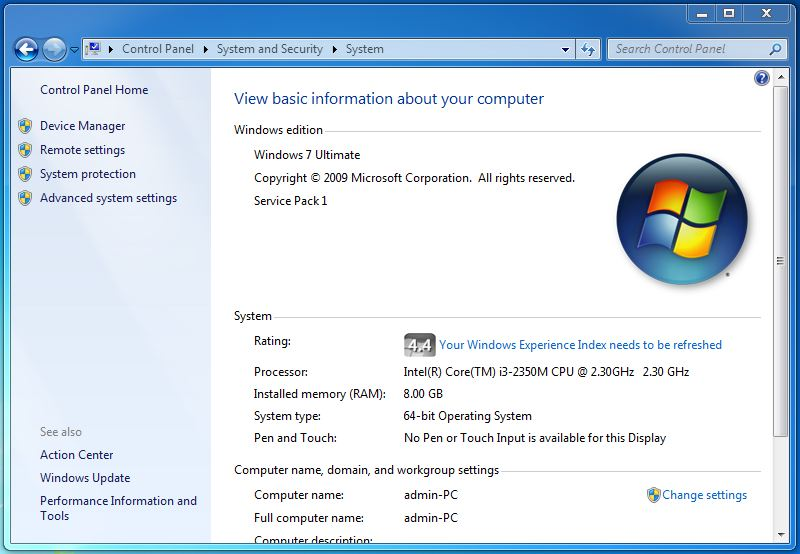 Control Panel ▸ System and Security ▸ System
Search Control Panel
Control Panel Home
Device Manager
Remote settings
System protection
Advanced system settings
See also
Action Center
Windows Update
Performance Information and
Tools
View basic information about your computer
Windows edition
Windows 7 Ultimate
Copyright © 2009 Microsoft Corporation. All rights reserved.
Service Pack 1
System
Rating:
4.4 Your Windows Experience Index needs to be refreshed
Processor: Intel(R) Core(TM) i3-2350M CPU @ 2.30GHz 2.30 GHz
Installed memory (RAM): 8.00 GB
System type: 64-bit Operating System
Pen and Touch: No Pen or Touch Input is available for this Display
Computer name, domain, and workgroup settings
Computer name: admin-PC Change settings
Full computer name: admin-PC
Computer description: